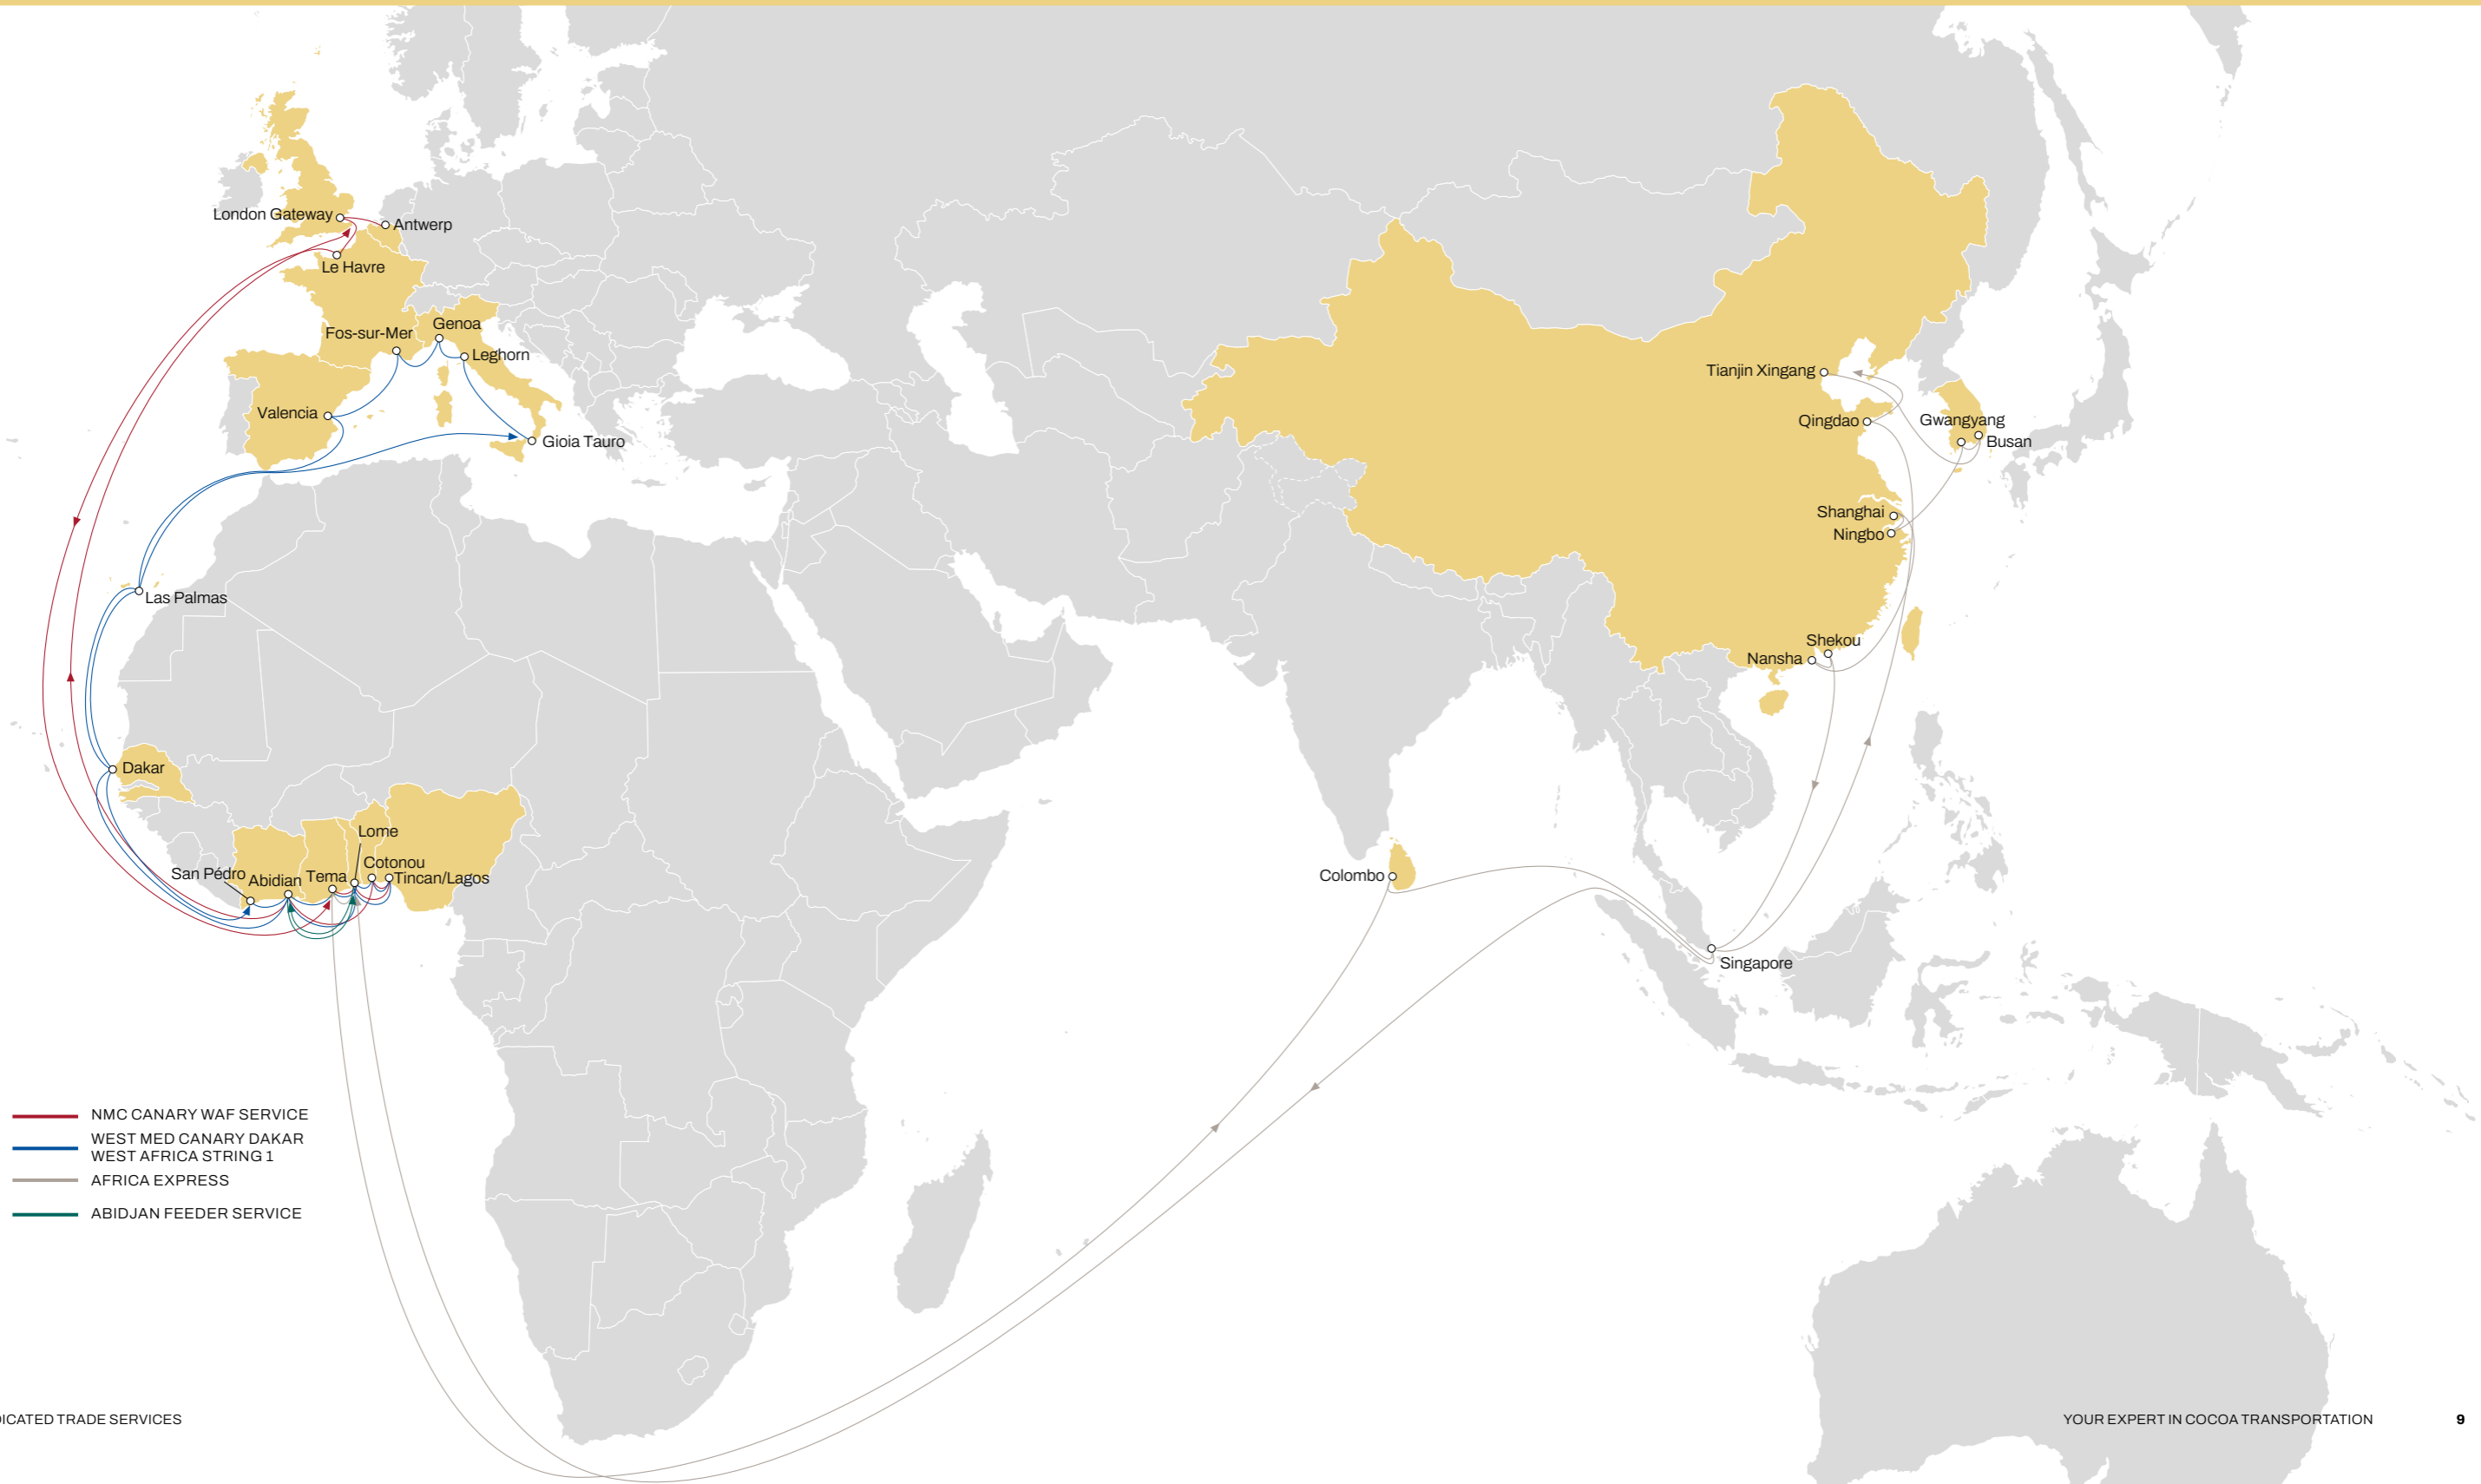 London Gateway
Antwerp
Le Havre
Genoa
Fos-sur-Mer
Leghorn
Valencia
Gioia Tauro
Las Palmas
Dakar
Lome
Cotonou
San Pédro
Abidian
Tema
Tincan/Lagos
Tianjin Xingang
Qingdao
Gwangyang
Busan
Shanghai
Ningbo
Shekou
Nansha
Colombo
Singapore
NMC CANARY WAF SERVICE
WEST MED CANARY DAKAR
WEST AFRICA STRING 1
AFRICA EXPRESS
ABIDJAN FEEDER SERVICE
TRADE SERVICES
YOUR EXPERT IN COCOA TRANSPORTATION
9